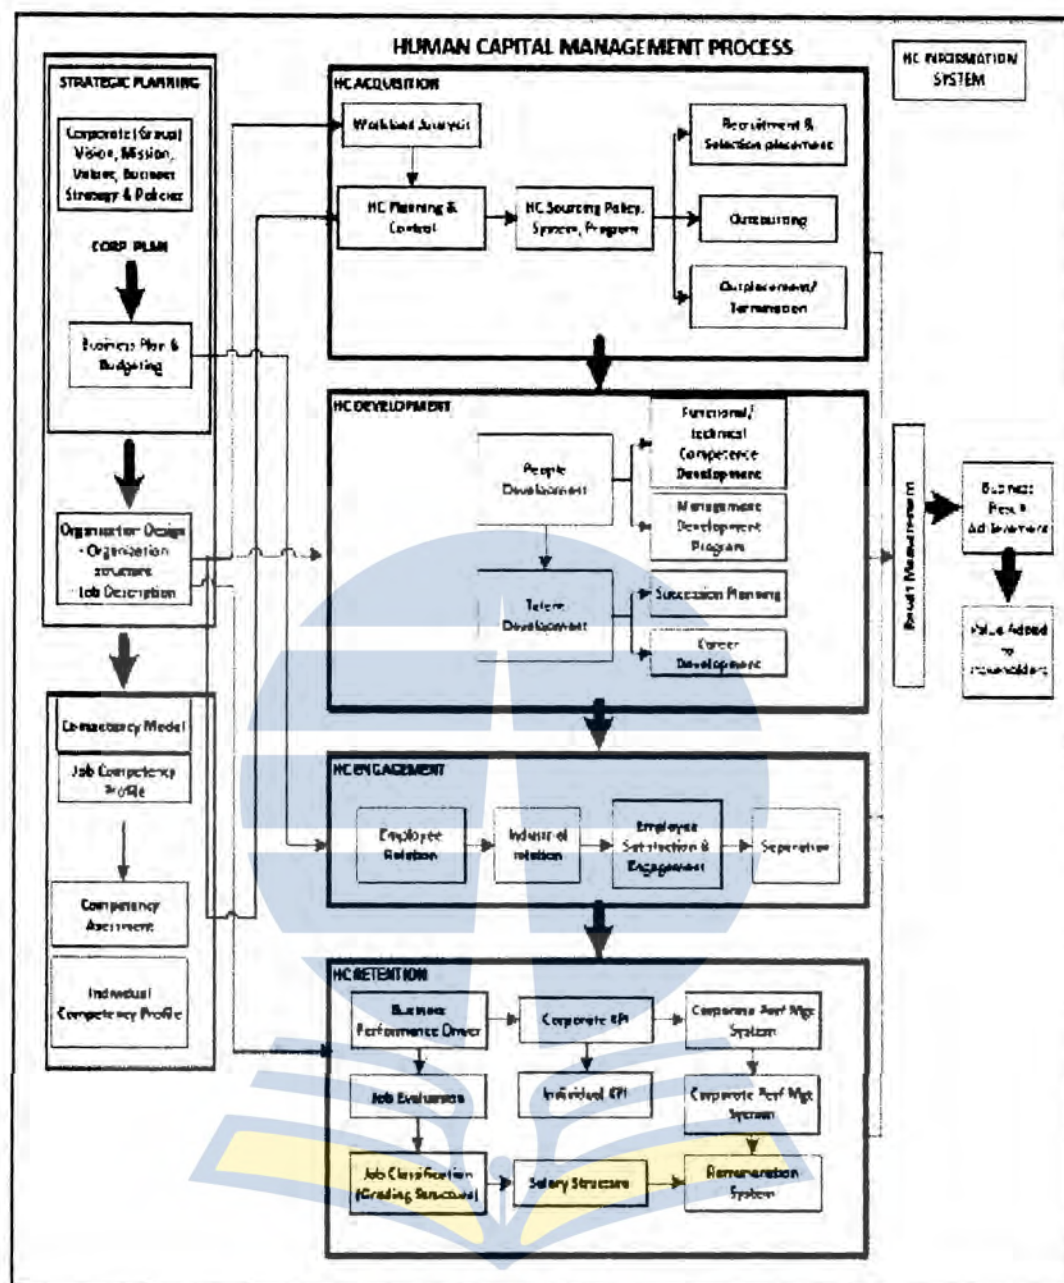 HUMAN CAPITAL MANAGEMENT PROCESS
HC INFORMATION
SYSTEM
STRATEGIC PLANNING
Corporate (Group)
Vision, Mission,
Values, Business
Strategy & Policies
CORP. PLAN
Business Plan &
Budgeting
Organization Design
- Organization
structure
- Job Description
Competency Model
Job Competency
Profile
Competency
Individual
Competency Profile
HC ACQUISITION
Workload Analysis
HC Planning &
Control
HC Sourcing Policy,
System, Program
Recruitment &
Selection placement
Outsourcing
Outplacement/
Termination
HC DEVELOPMENT
People
Development
Functional/
technical
Competence
Development
Management
Development
Program
Talent
Development
Succession Planning
Career
Development
HC ENGAGEMENT
Employee
Relation
Industrial
relation
Employee
Satisfaction &
Engagement
Separation
HC RETENTION
Business
Performance Driver
Corporate KPI
Corporate Perf Mgt
System
Job Evaluation
Individual KPI
Corporate Perf Mgt
System
Job Classification
(Grading Structure)
Salary Structure
Remuneration
System
Management
Business
Result
Achievement
Value Added
to
stakeholders